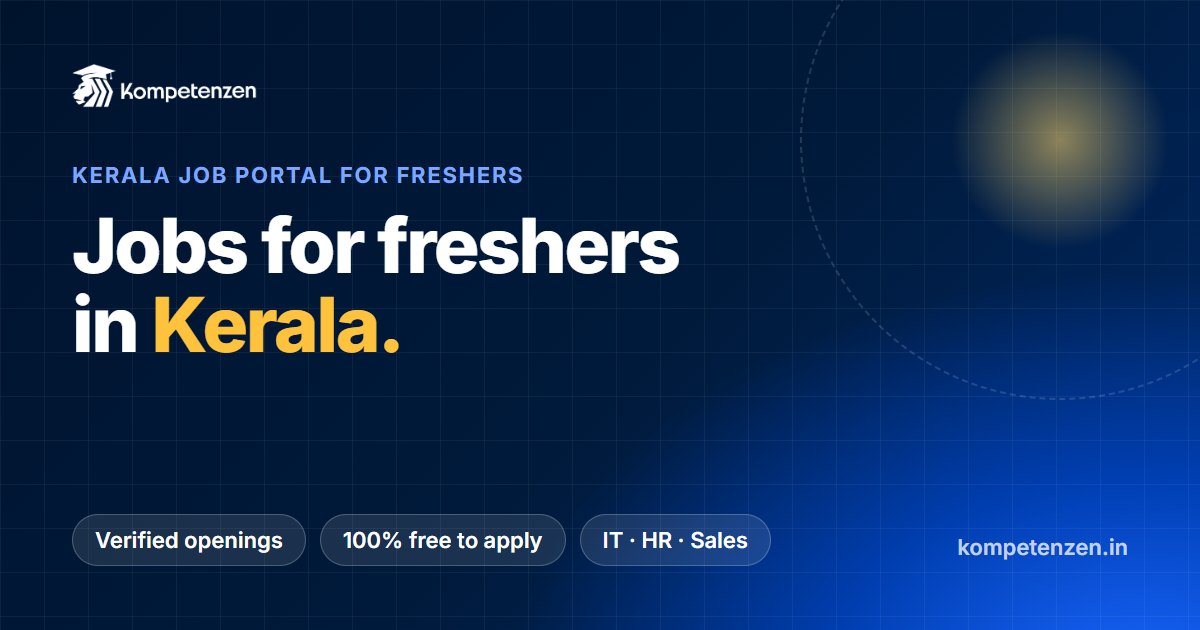 Kompetenzen
KERALA JOB PORTAL FOR FRESHERS
Jobs for freshers
in Kerala.
Verified openings
100% free to apply
IT · HR · Sales
kompetenzen.in